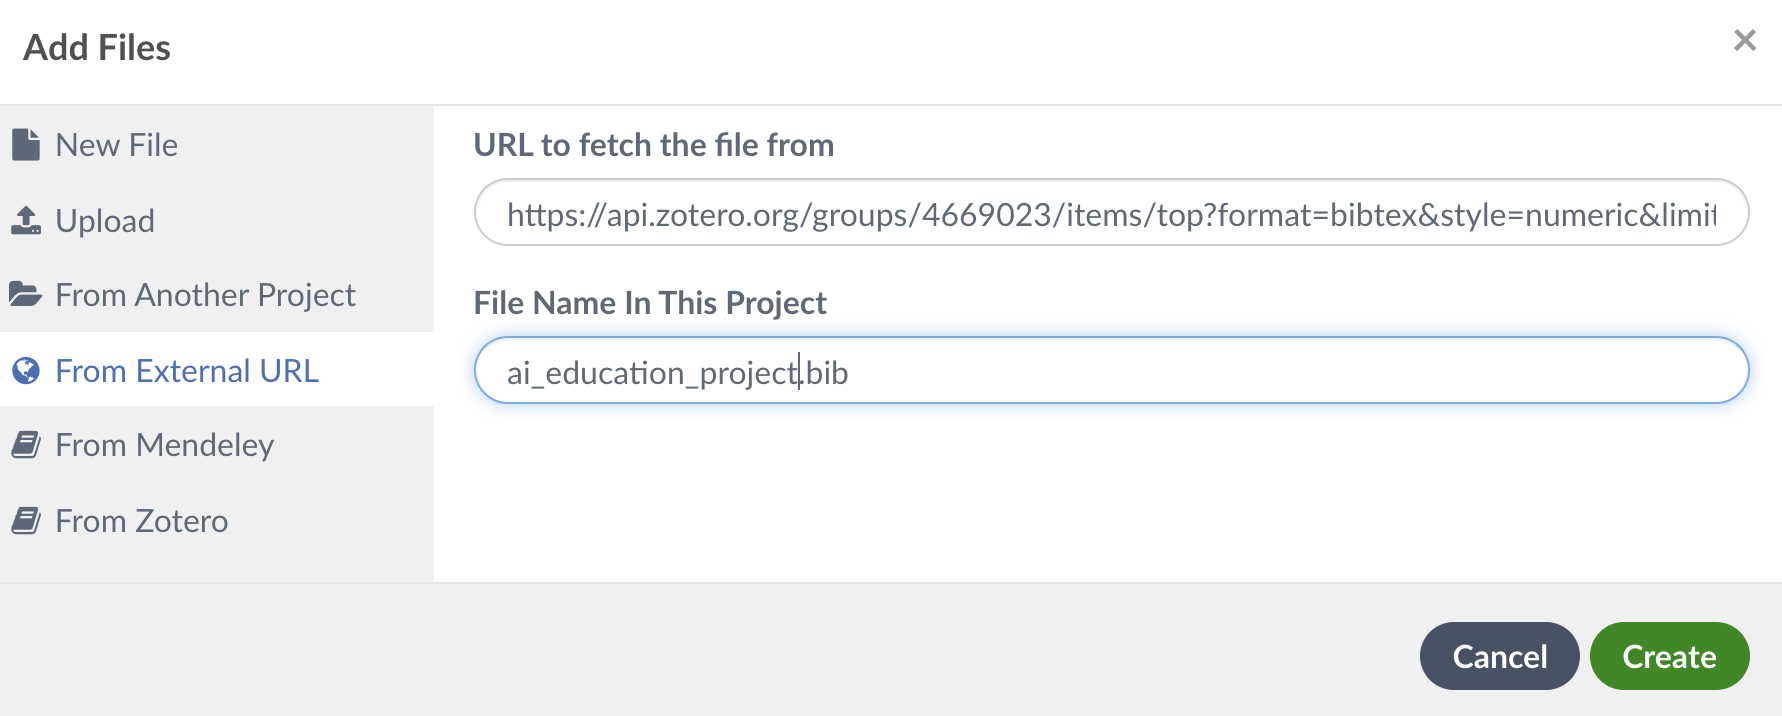 Add Files
New File
Upload
From Another Project
From External URL
From Mendeley
From Zotero
URL to fetch the file from
https://api.zotero.org/groups/4669023/items/top?format=bibtex&style=numeric&limit
File Name In This Project
ai_education_project.bib
Cancel
Create